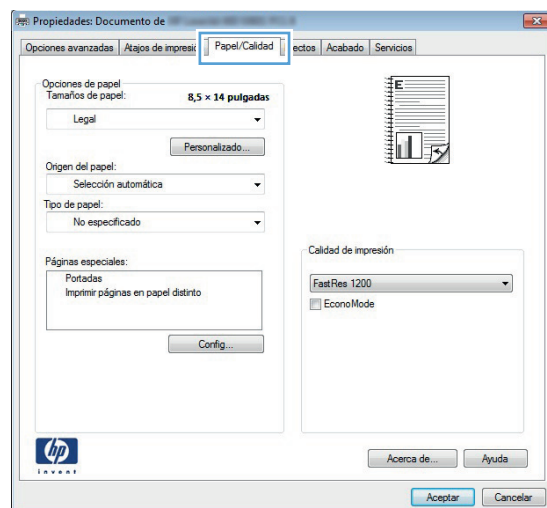 Propiedades: Documento de
Opciones avanzadas Atajos de impresi Papel/Calidad ectos Acabado Servicios
Opciones de papel
Tamaños de papel: 8,5 × 14 pulgadas
Legal
Personalizado...
Origen del papel:
Selección automática
Tipo de papel:
No especificado
Páginas especiales:
Portadas
Imprimir páginas en papel distinto
Config...
E
Calidad de impresión
FastRes 1200
EconoMode
hp
invent
Acerca de... Ayuda
Aceptar Cancelar